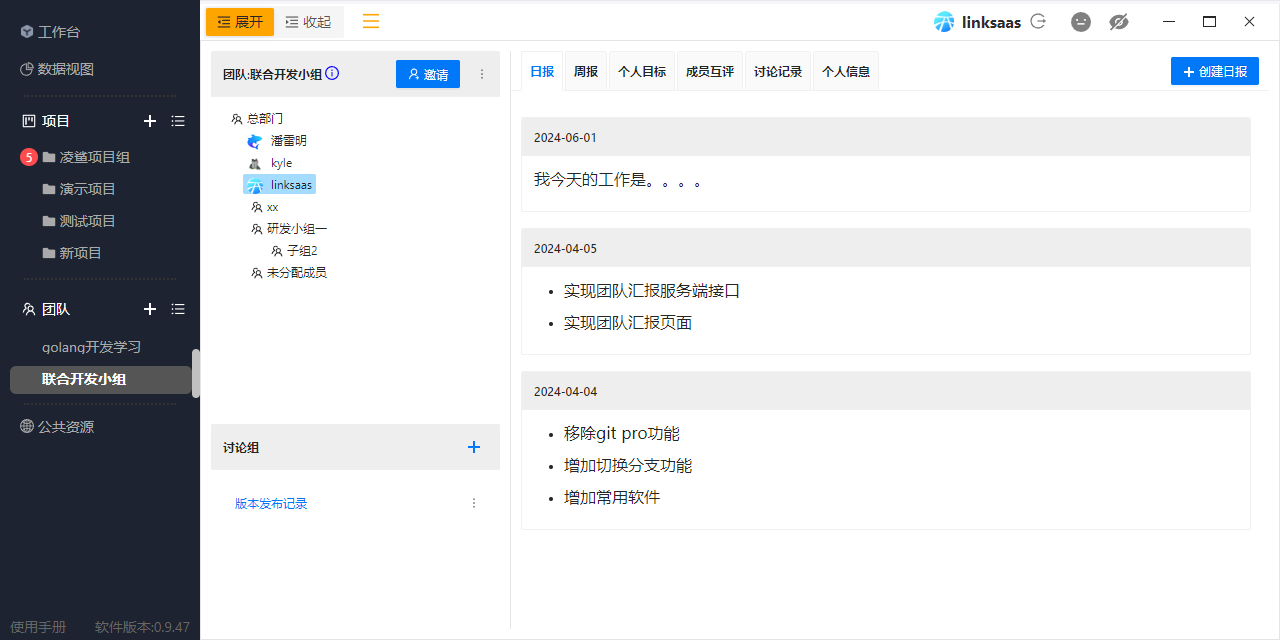 工作台
数据视图
项目
5 凌鲨项目组
演示项目
测试项目
新项目
团队
golang开发学习
联合开发小组
公共资源
使用手册 软件版本:0.9.47
展开 收起
linksaas
团队:联合开发小组 邀请
总部门
潘雷明
kyle
linksaas
xx
研发小组一
子组2
未分配成员
讨论组
版本发布记录
日报 周报 个人目标 成员互评 讨论记录 个人信息
创建日报
2024-06-01
我今天的工作是。。。。
2024-04-05
• 实现团队汇报服务端接口
• 实现团队汇报页面
2024-04-04
• 移除git pro功能
• 增加切换分支功能
• 增加常用软件